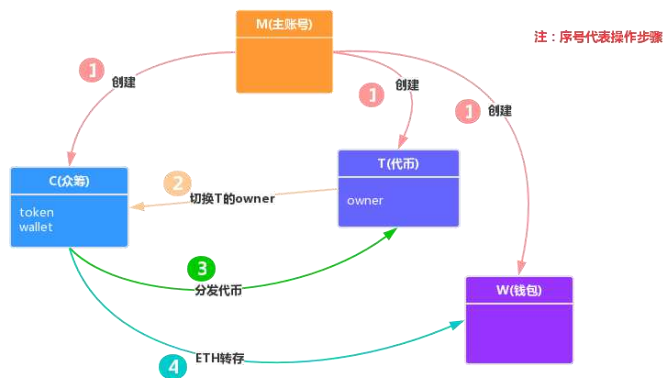 M(主账号)
注：序号代表操作步骤
1
创建
1
创建
1
创建
C(众筹)
token
wallet
T(代币)
owner
2
切换T的owner
3
分发代币
W(钱包)
4
ETH转存